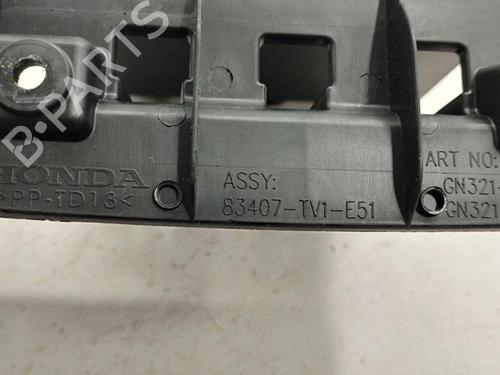 B-PARTS
HONDA
>PP-TD13<
ASSY:
83407-TV1-E51
ART NO:
GN321
GN321